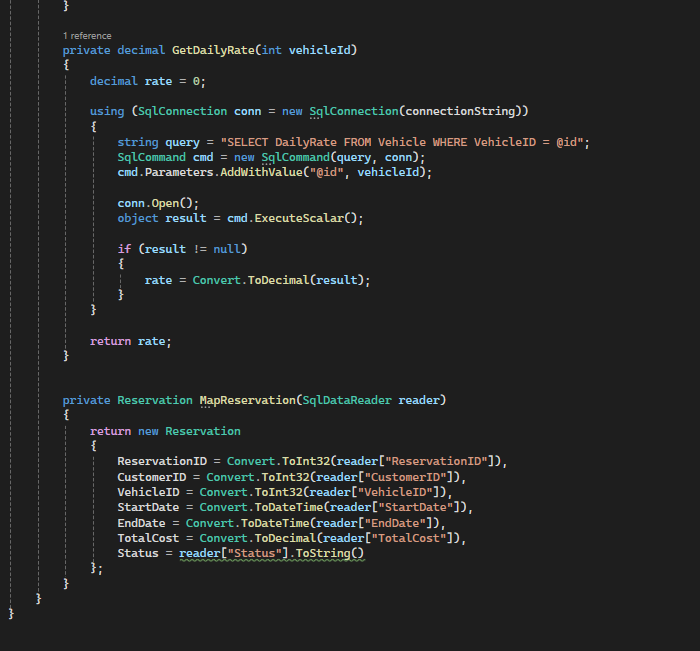 }
1 reference
private decimal GetDailyRate(int vehicleId)
{
decimal rate = 0;
using (SqlConnection conn = new SqlConnection(connectionString))
{
string query = "SELECT DailyRate FROM Vehicle WHERE VehicleID = @id";
SqlCommand cmd = new SqlCommand(query, conn);
cmd.Parameters.AddWithValue("@id", vehicleId);
conn.Open();
object result = cmd.ExecuteScalar();
if (result != null)
{
rate = Convert.ToDecimal(result);
}
}
return rate;
}
private Reservation MapReservation(SqlDataReader reader)
{
return new Reservation
{
ReservationID = Convert.ToInt32(reader["ReservationID"]),
CustomerID = Convert.ToInt32(reader["CustomerID"]),
VehicleID = Convert.ToInt32(reader["VehicleID"]),
StartDate = Convert.ToDateTime(reader["StartDate"]),
EndDate = Convert.ToDateTime(reader["EndDate"]),
TotalCost = Convert.ToDecimal(reader["TotalCost"]),
Status = reader["Status"].ToString()
};
}
}
}